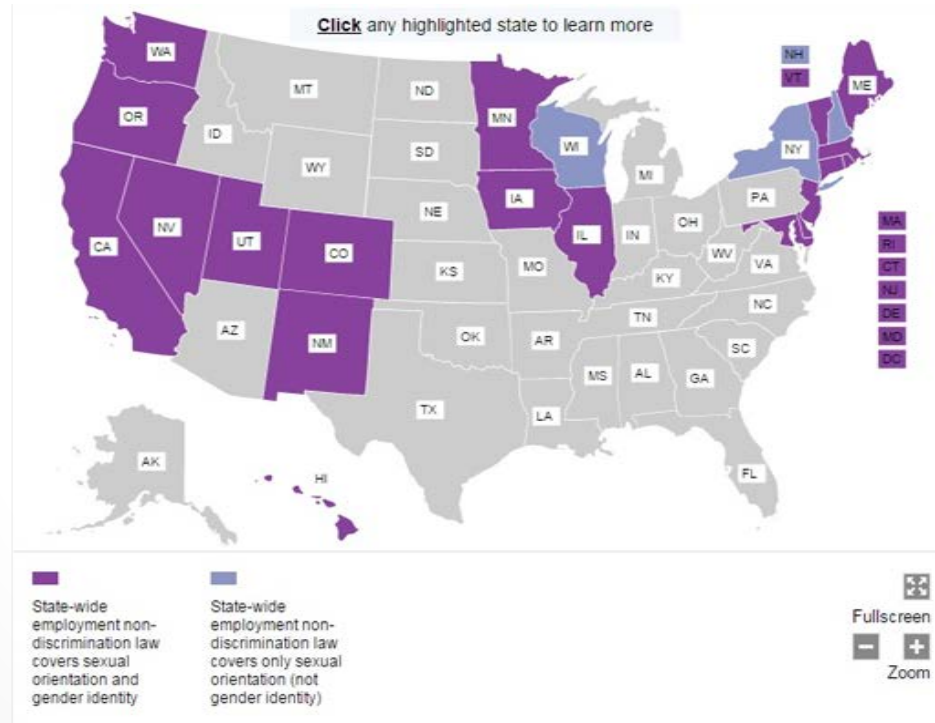 Click any highlighted state to learn more
WA
NH
VT
ME
MT
ND
OR
MN
ID
WI
NY
SD
WY
MI
IA
PA
NE
NV
OH
UT
IL
IN
CA
CO
WV
VA
KS
MO
KY
NC
TN
AZ
OK
NM
AR
SC
MS
AL
GA
TX
LA
AK
HI
FL
MA
RI
CT
NJ
DE
MD
DC
State-wide
employment non-
discrimination law
covers sexual
orientation and
gender identity
State-wide
employment non-
discrimination law
covers only sexual
orientation (not
gender identity)
Fullscreen
Zoom